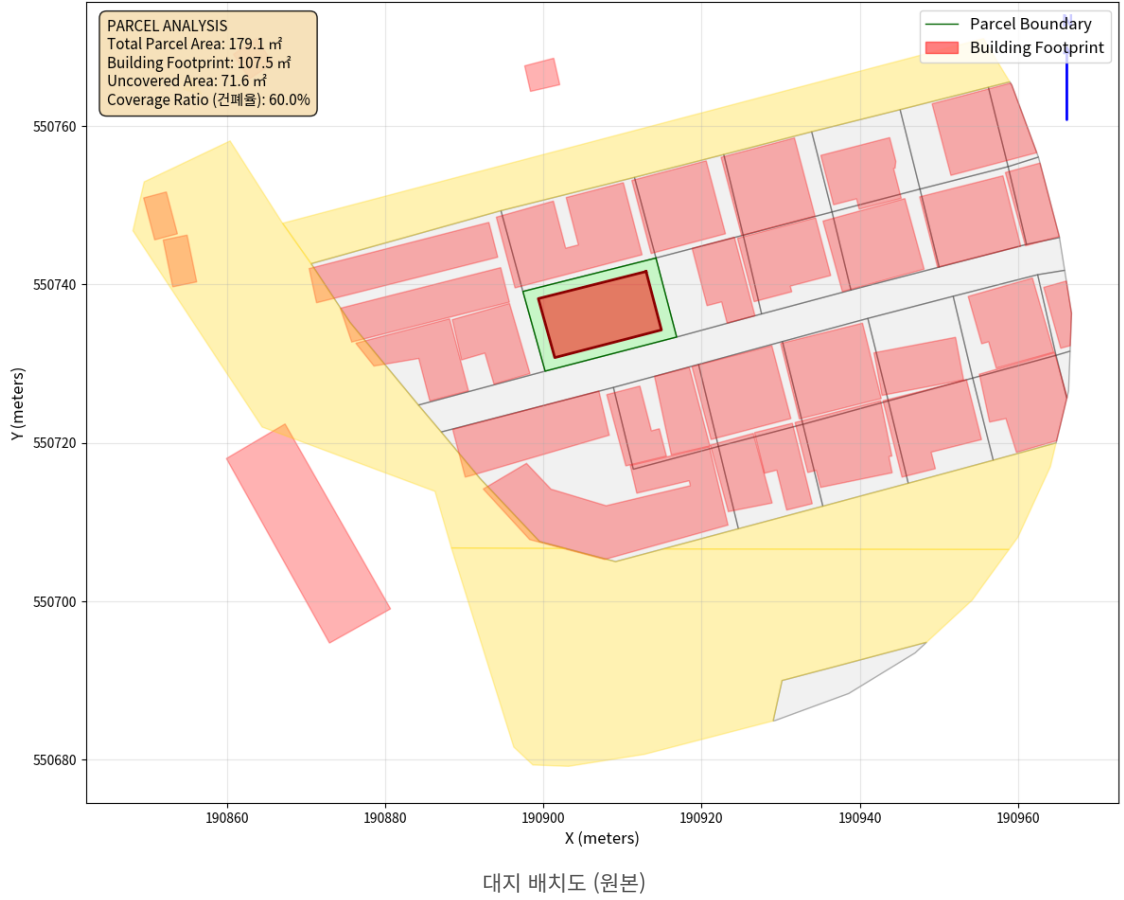 PARCEL ANALYSIS
Total Parcel Area: 179.1 ㎡
Building Footprint: 107.5 ㎡
Uncovered Area: 71.6 ㎡
Coverage Ratio (건폐율): 60.0%
Parcel Boundary
Building Footprint
550760
550740
550720
550700
550680
Y (meters)
190860 190880 190900 190920 190940 190960
X (meters)
대지 배치도 (원본)